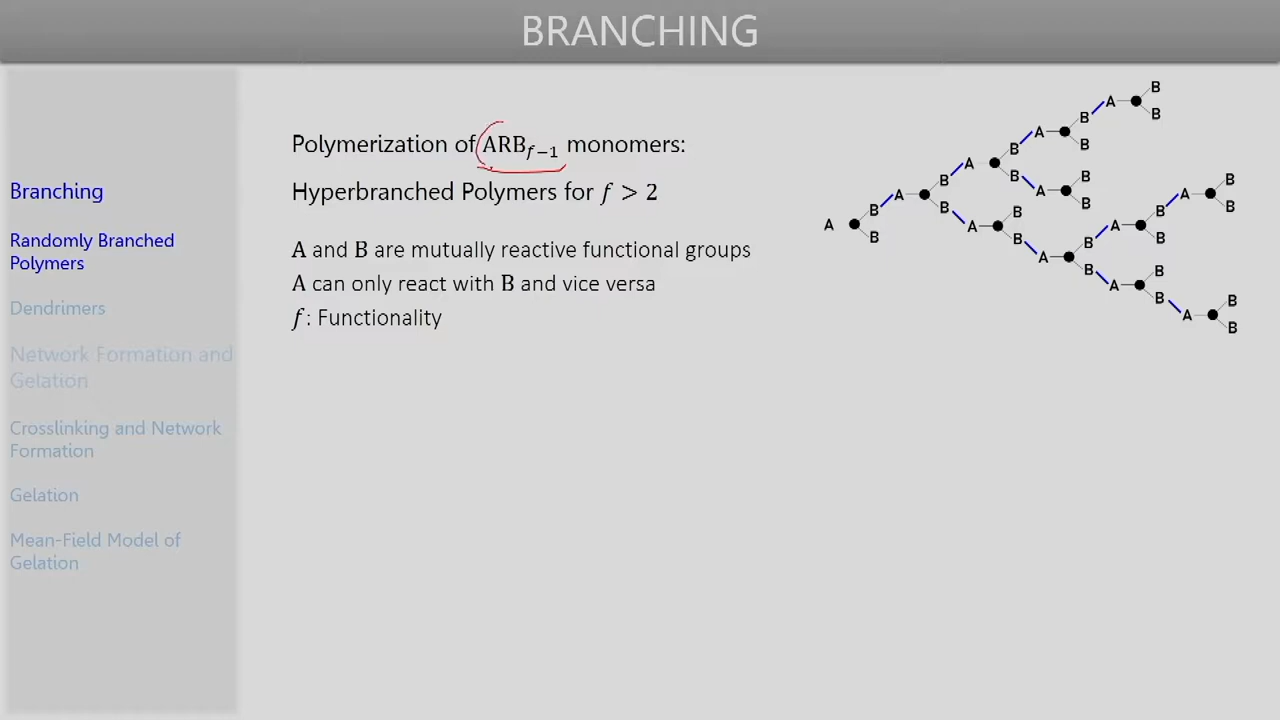 BRANCHING
Branching
Randomly Branched
Polymers
Dendrimers
Network Formation and
Gelation
Crosslinking and Network
Formation
Gelation
Mean-Field Model of
Gelation
Polymerization of ARB_{f−1} monomers:
Hyperbranched Polymers for f > 2
A and B are mutually reactive functional groups
A can only react with B and vice versa
f: Functionality
B
A B
B A B
B A B B
A B A B B
B B B A B
A B A B B
B A B B
B A B B
A B B
B A B
B A B